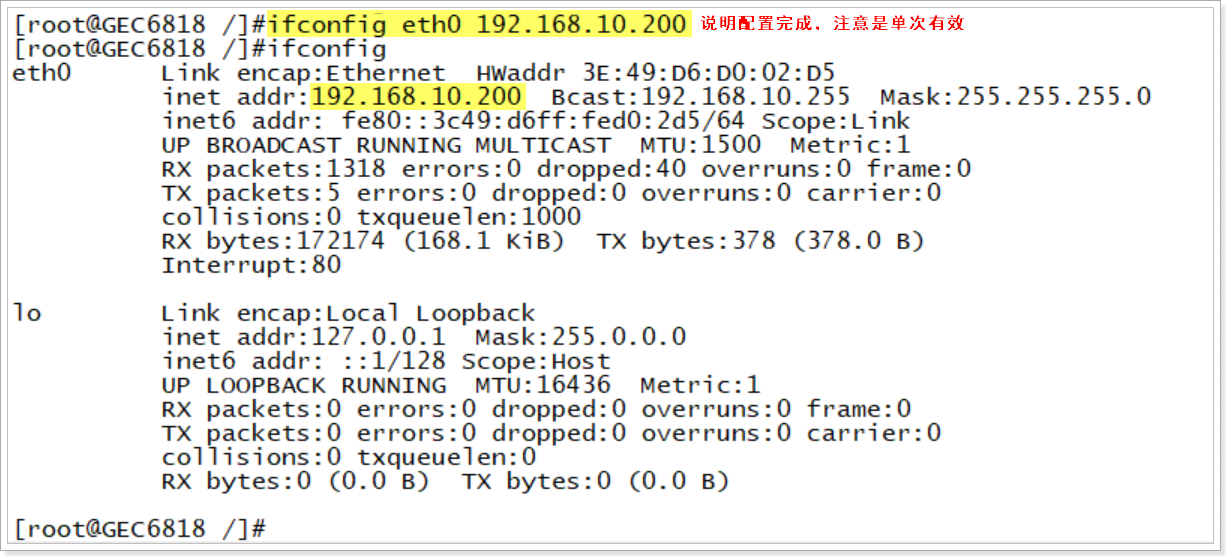 [root@GEC6818 /]#ifconfig eth0 192.168.10.200 说明配置完成，注意是单次有效
[root@GEC6818 /]#ifconfig
eth0      Link encap:Ethernet  HWaddr 3E:49:D6:D0:02:D5
          inet addr:192.168.10.200  Bcast:192.168.10.255  Mask:255.255.255.0
          inet6 addr: fe80::3c49:d6ff:fed0:2d5/64 Scope:Link
          UP BROADCAST RUNNING MULTICAST  MTU:1500  Metric:1
          RX packets:1318 errors:0 dropped:40 overruns:0 frame:0
          TX packets:5 errors:0 dropped:0 overruns:0 carrier:0
          collisions:0 txqueuelen:1000
          RX bytes:172174 (168.1 KiB)  TX bytes:378 (378.0 B)
          Interrupt:80
lo        Link encap:Local Loopback
          inet addr:127.0.0.1  Mask:255.0.0.0
          inet6 addr: ::1/128 Scope:Host
          UP LOOPBACK RUNNING  MTU:16436  Metric:1
          RX packets:0 errors:0 dropped:0 overruns:0 frame:0
          TX packets:0 errors:0 dropped:0 overruns:0 carrier:0
          collisions:0 txqueuelen:0
          RX bytes:0 (0.0 B)  TX bytes:0 (0.0 B)
[root@GEC6818 /]#